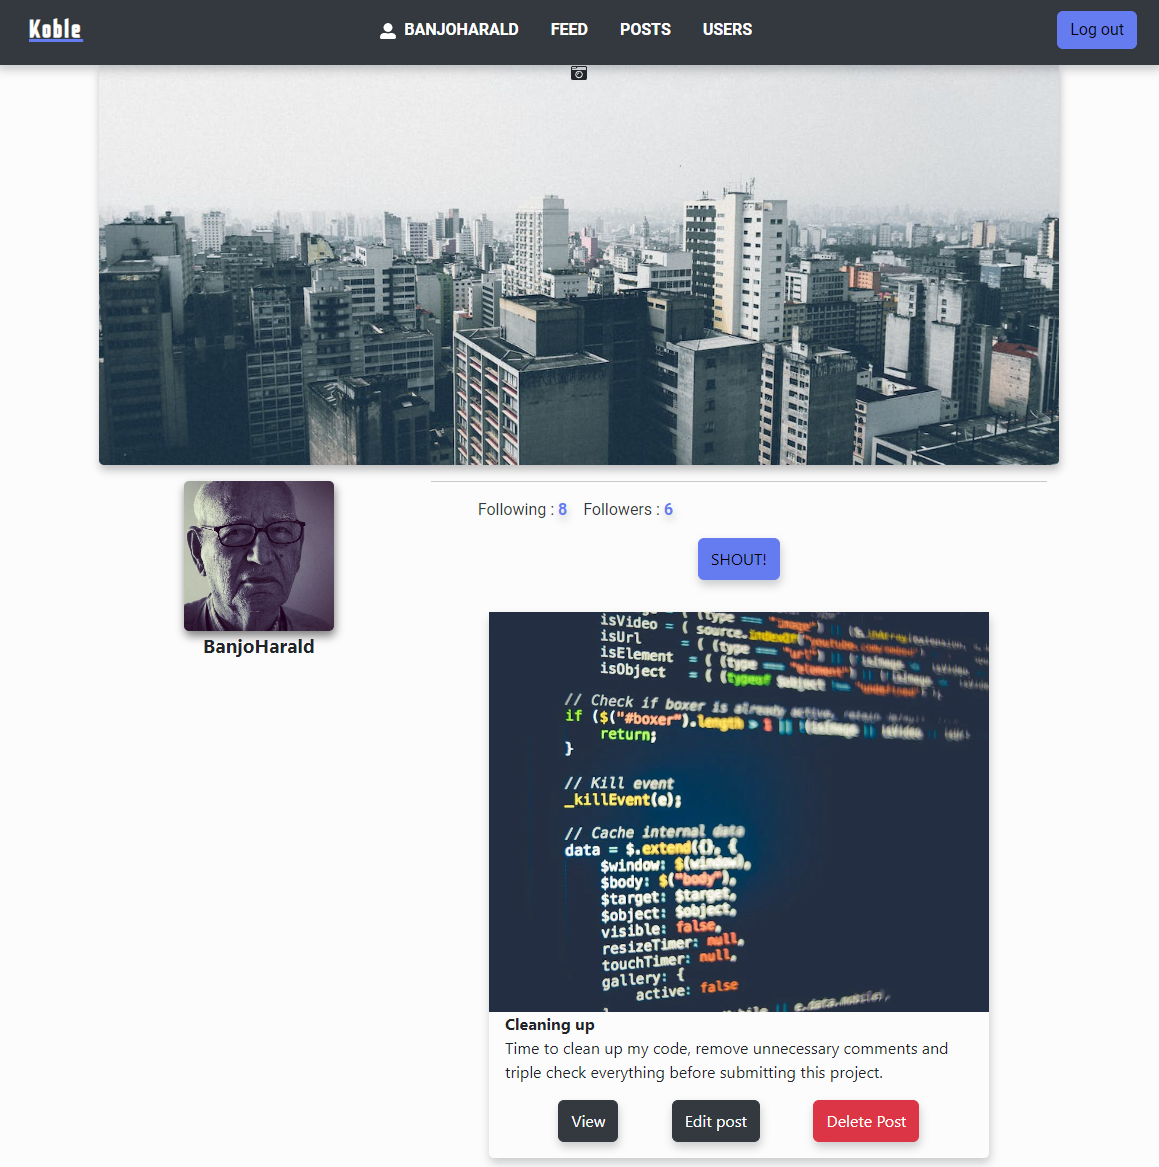 Koble
BANJOHARALD
FEED
POSTS
USERS
Log out
Following : 8 Followers : 6
SHOUT!
BanjoHarald
isVideo = (
isUrl = ( (type ===
isElement = ( (type ===
isObject = ( (typeof
// Check if boxer is already active,
if ($("#boxer").length > 1 ||
return;
}
// Kill event
_killEvent(e);
// Cache internal data
data = $.extend({}, {
$window: $(window),
$body: $("body"),
$target: $target,
$object: $object,
visible: false,
resizeTimer: null,
touchTimer: null,
gallery: {
active: false
|| e.data.mobile),
Cleaning up
Time to clean up my code, remove unnecessary comments and
triple check everything before submitting this project.
View
Edit post
Delete Post